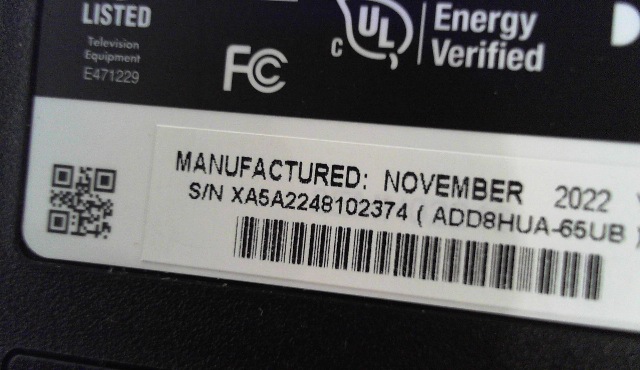 LISTED
Television
Equipment
E471229
FC
c UL
Energy
Verified
MANUFACTURED: NOVEMBER 2022
S/N XA5A2248102374 ( ADD8HUA-65UB )